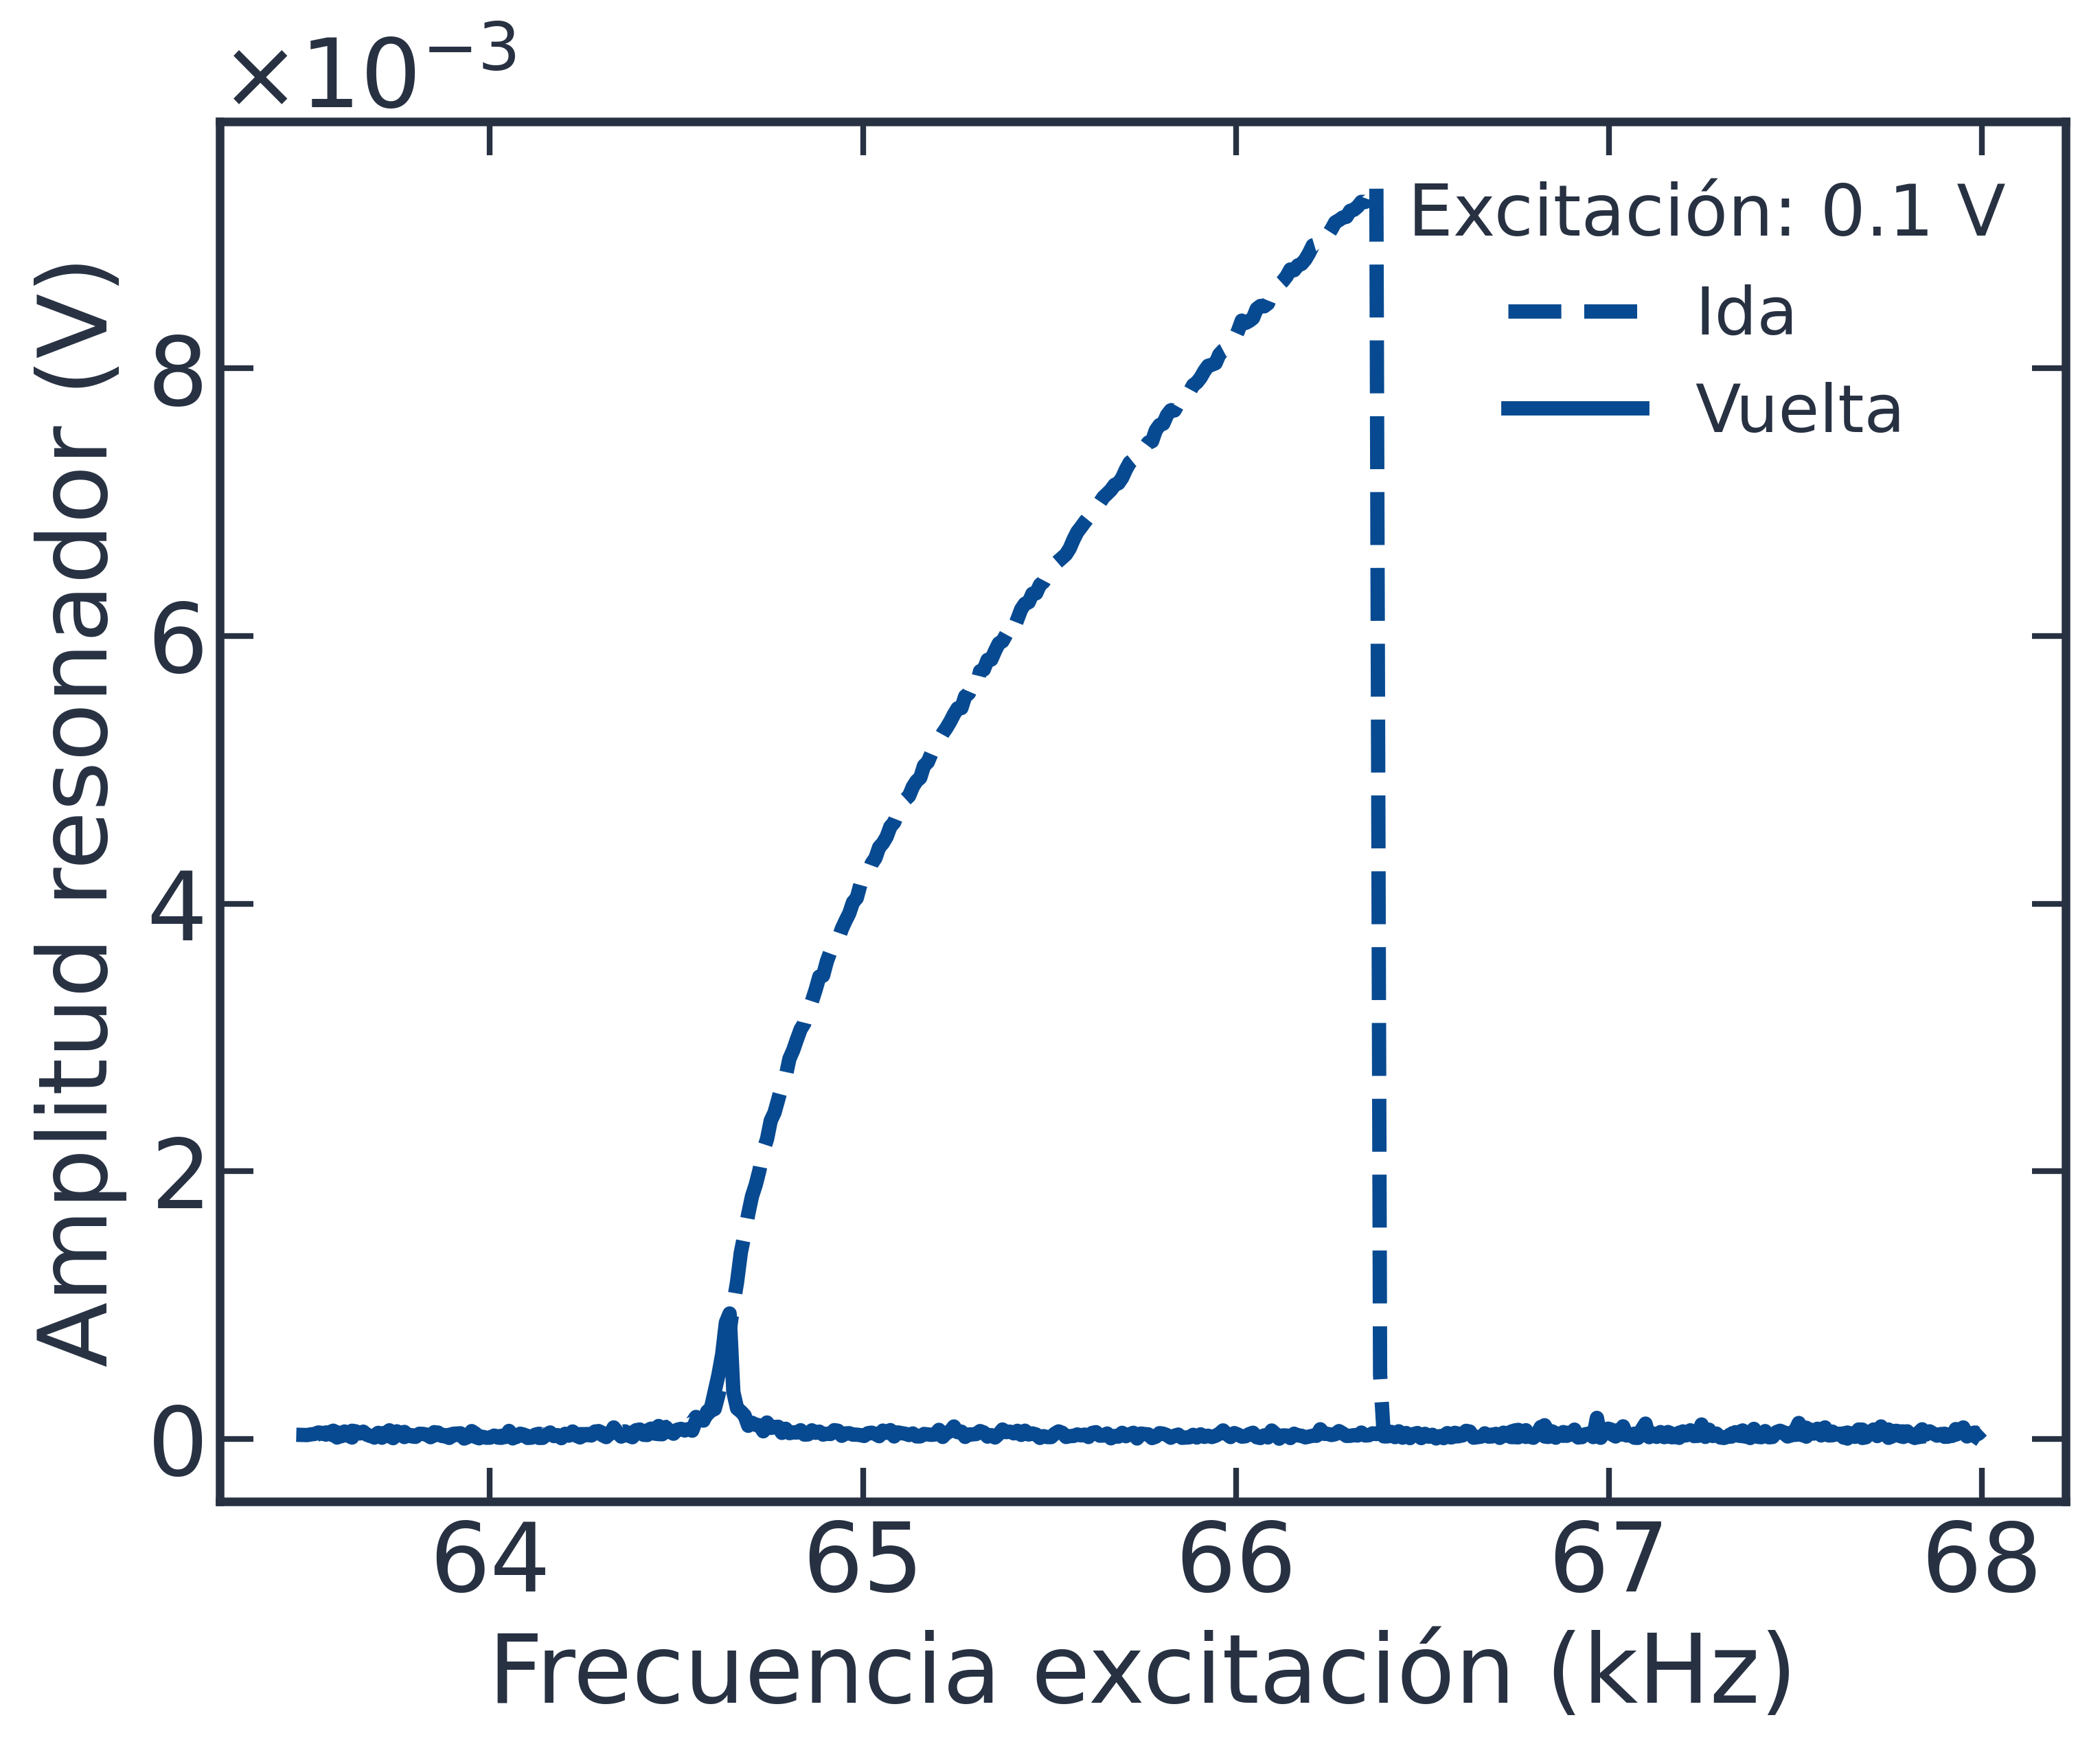 ×10⁻³
Amplitud resonador (V)
8
6
4
2
0
Excitación: 0.1 V
Ida
Vuelta
64 65 66 67 68
Frecuencia excitación (kHz)